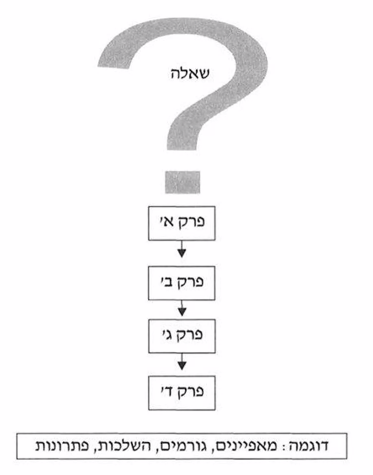 שאלה
פרק א'
פרק ב'
פרק ג'
פרק ד'
דוגמה: מאפיינים, גורמים, השלכות, פתרונות